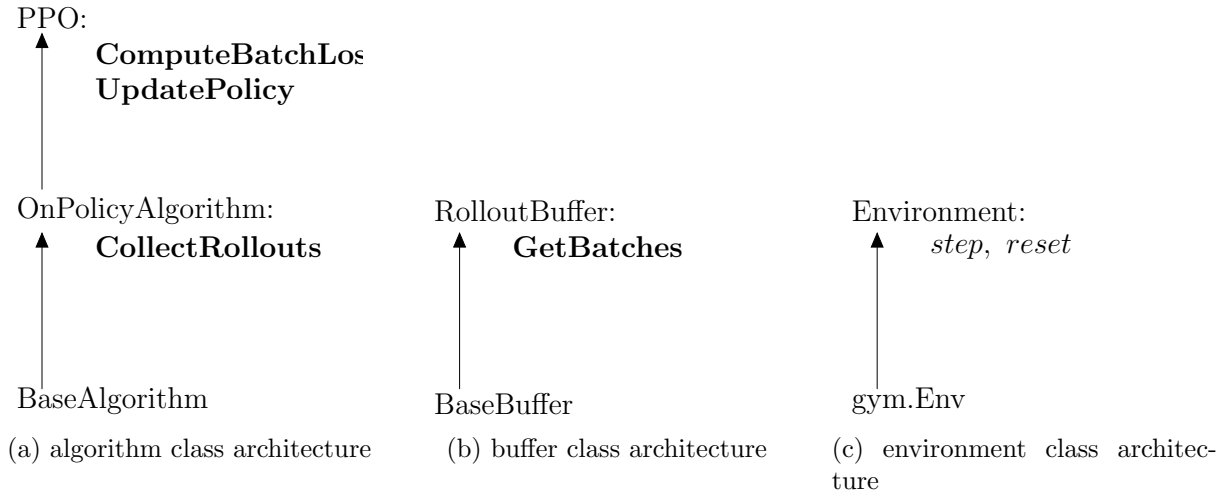 PPO:
ComputeBatchLos
UpdatePolicy
OnPolicyAlgorithm:
CollectRollouts
BaseAlgorithm
(a) algorithm class architecture
RolloutBuffer:
GetBatches
BaseBuffer
(b) buffer class architecture
Environment:
step, reset
gym.Env
(c) environment class architec-
ture